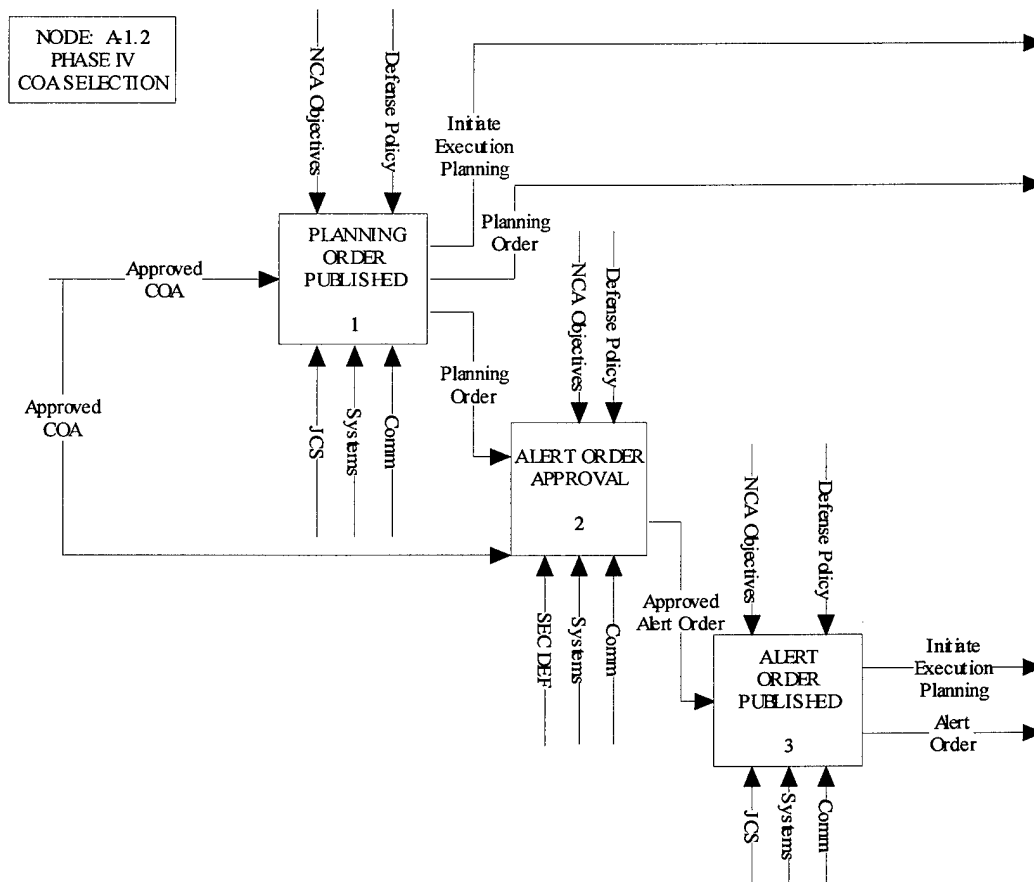 NODE: A-1.2
PHASE IV
COA SELECTION
NCA Objectives
Defense Policy
Initiate
Execution
Planning
Planning
Order
Approved
COA
PLANNING
ORDER
PUBLISHED
1
JCS
Systems
Comm
Planning
Order
Approved
COA
NCA Objectives
Defense Policy
ALERT ORDER
APPROVAL
2
SEC DEF
Systems
Comm
Approved
Alert Order
NCA Objectives
Defense Policy
ALERT
ORDER
PUBLISHED
3
Initiate
Execution
Planning
Alert
Order
JCS
Systems
Comm